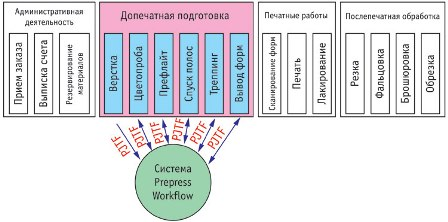 Административная
деятельность
Прием заказа
Выписка счета
Резервирование
материалов
Допечатная подготовка
Верстка
Цветопроба
Префлайт
Спуск полос
Треппинг
Вывод форм
Печатные работы
Сканирование форм
Печать
Лакирование
Послепечатная обработка
Резка
Фальцовка
Брошюровка
Обрезка
PJTF
PJTF
PJTF
PJTF
PJTF
PJTF
Система
Prepress
Workflow